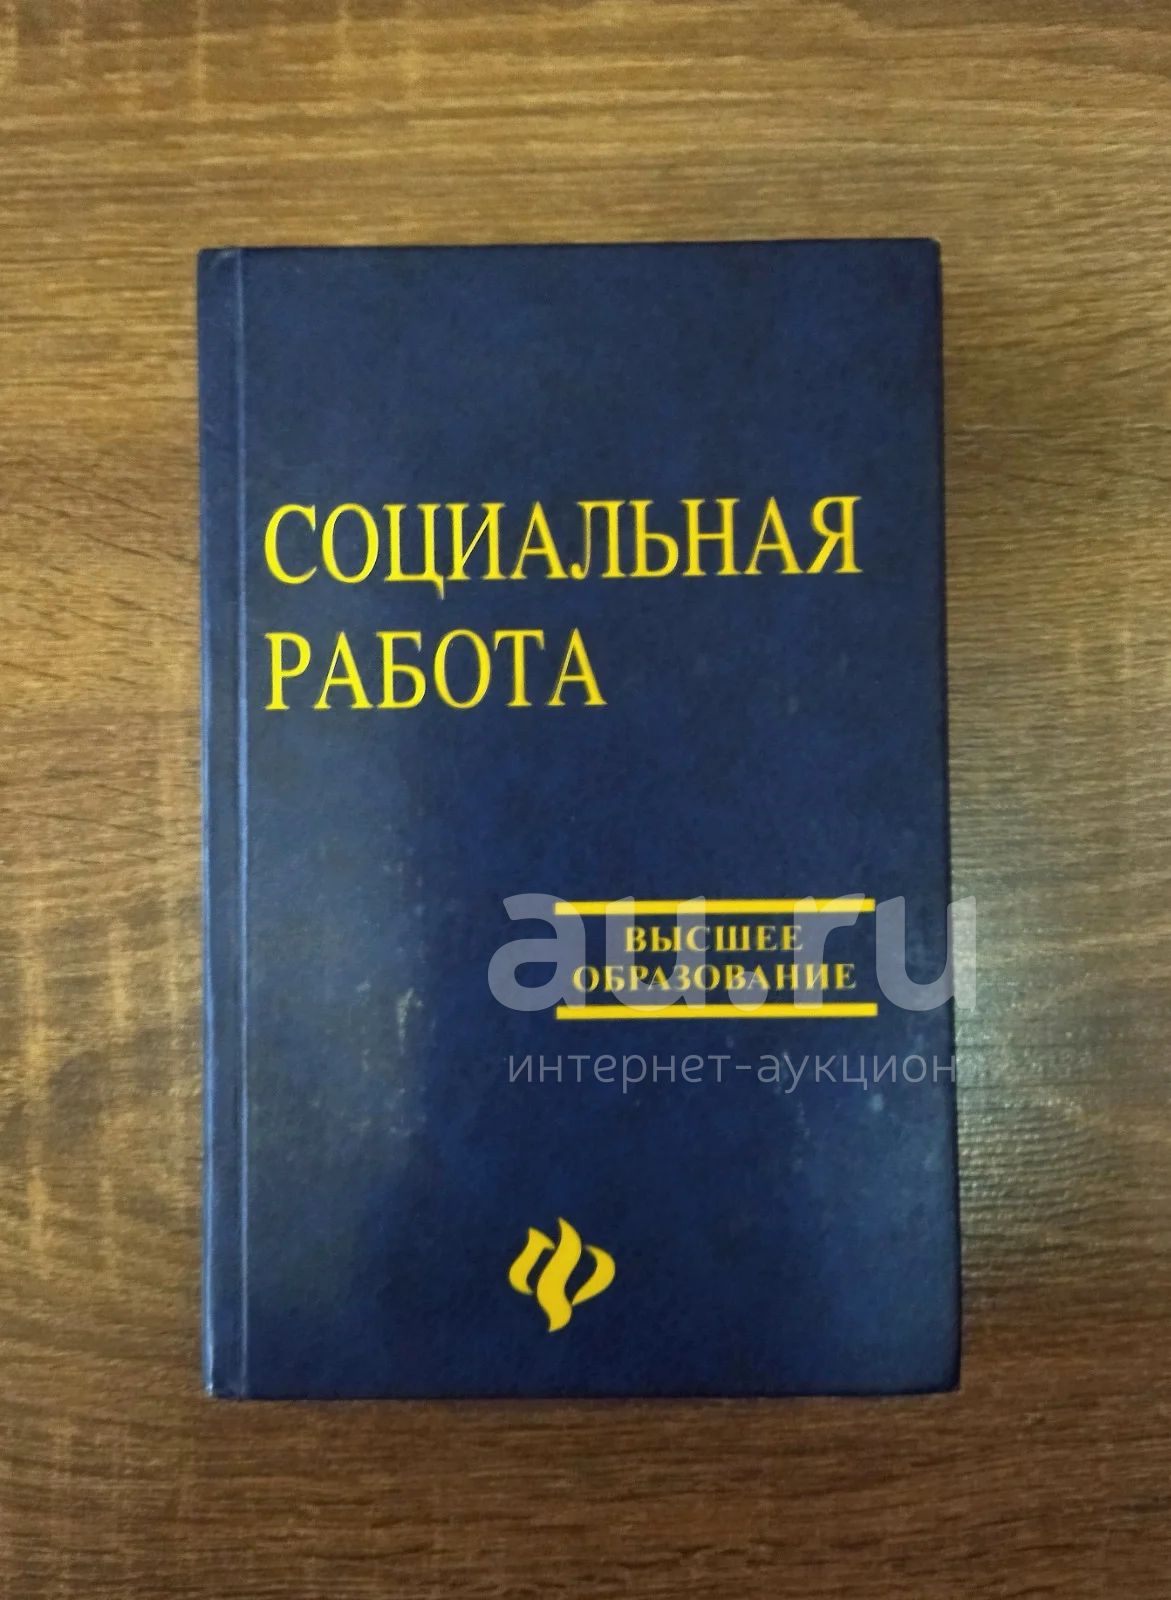 СОЦИАЛЬНАЯ
РАБОТА
au.ru
ВЫСШЕЕ
ОБРАЗОВАНИЕ
интернет-аукцион